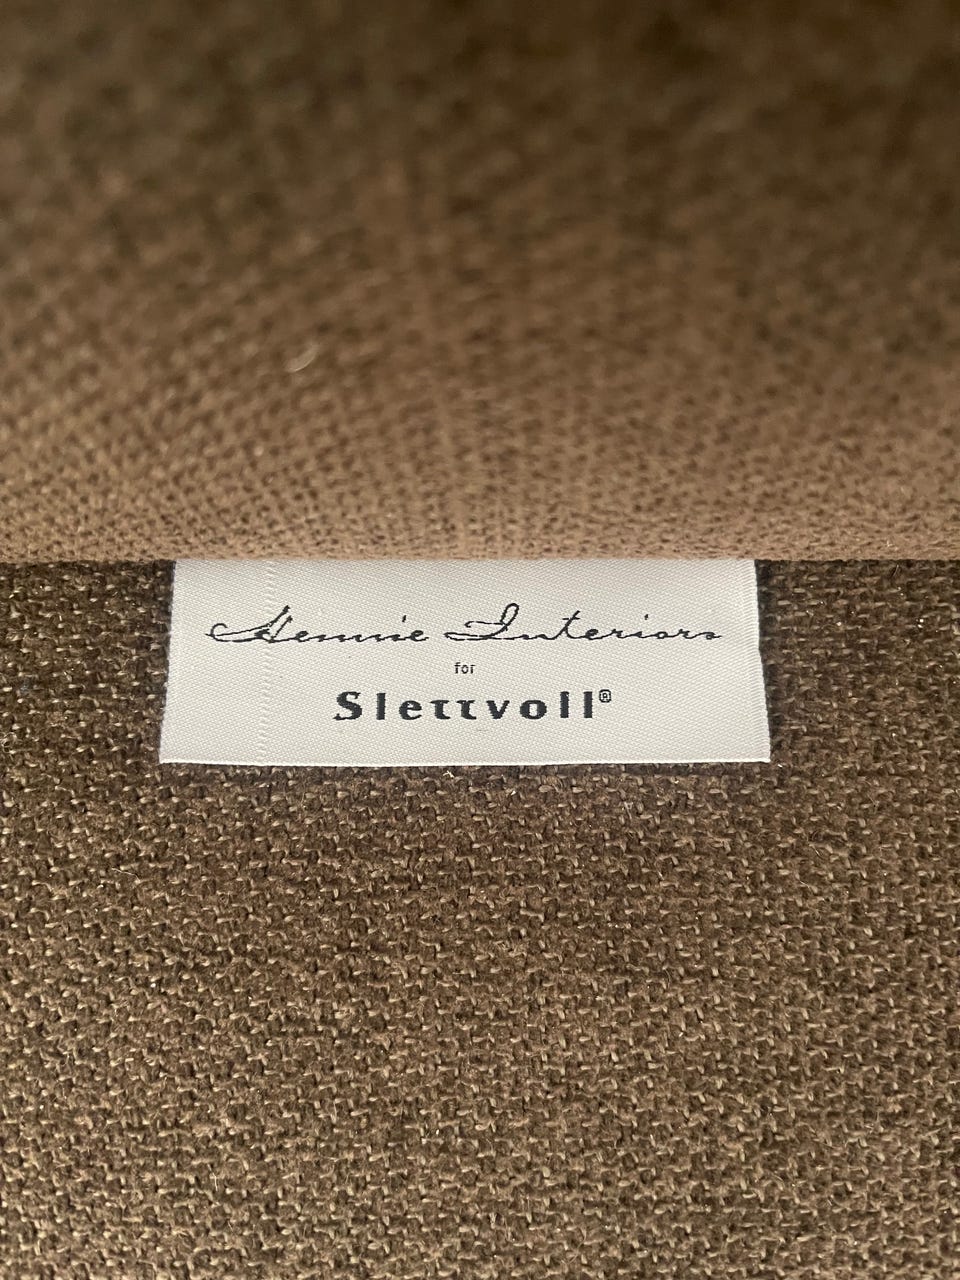 Hennie Interiors
for
Slettvoll®